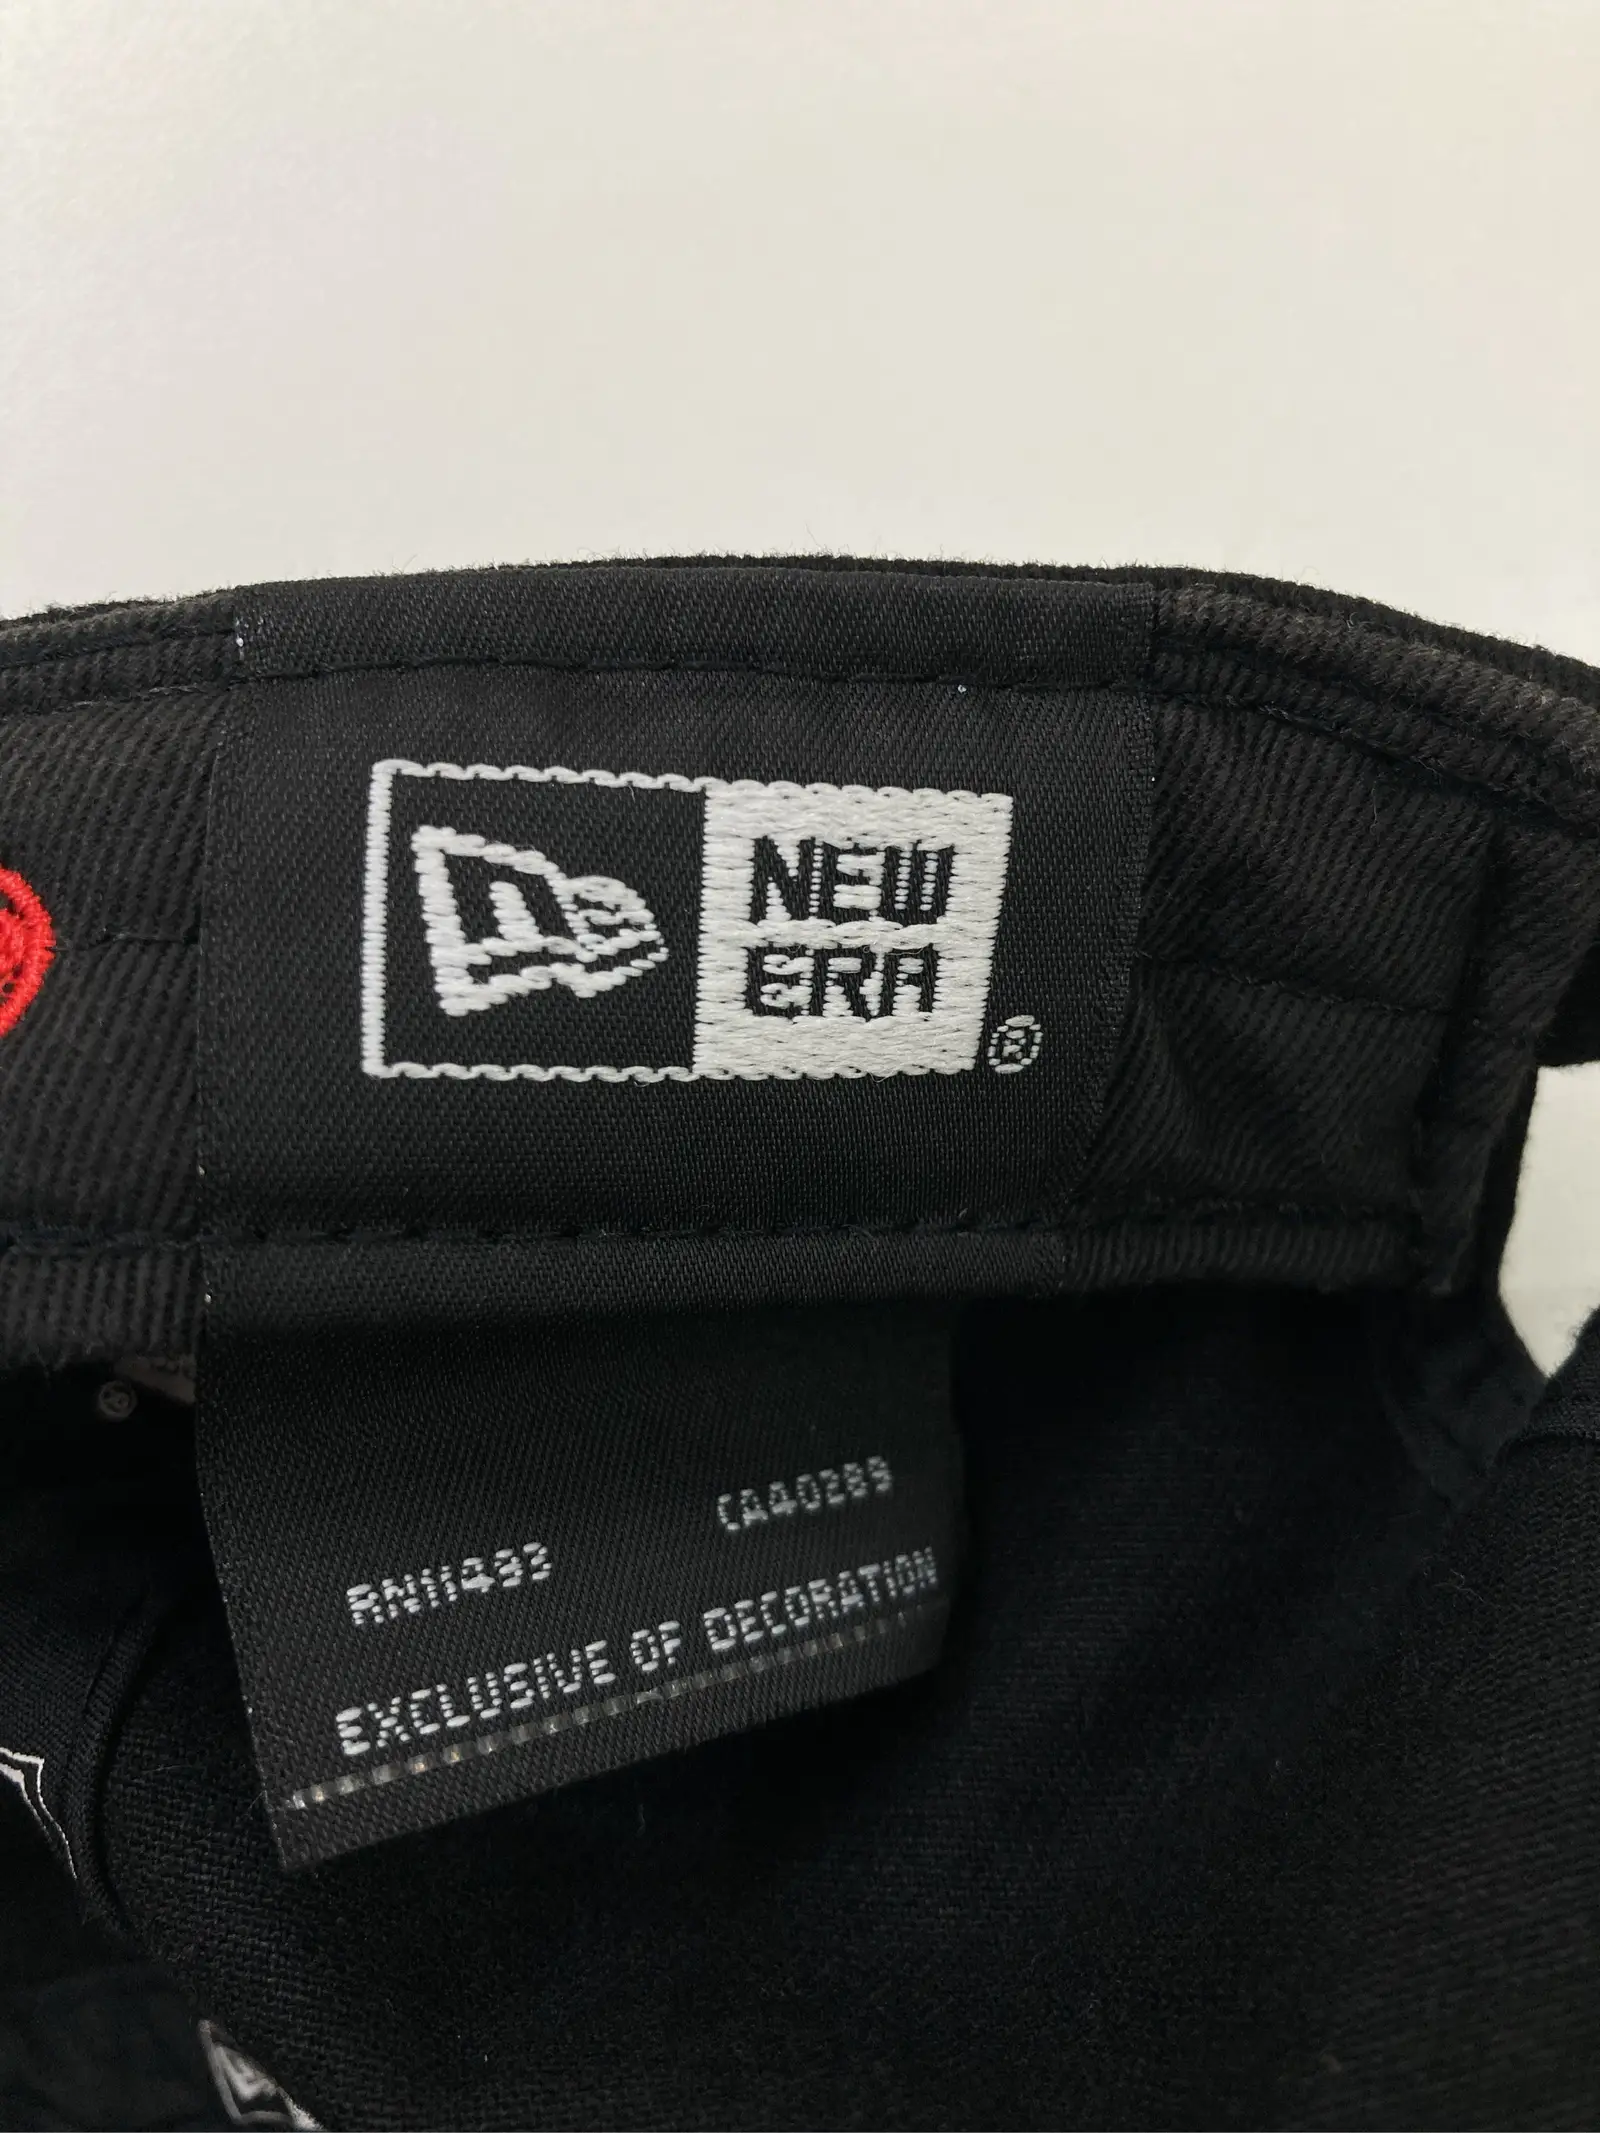 NEW
ERA
®
CA40289
RN11493
EXCLUSIVE OF DECORATION